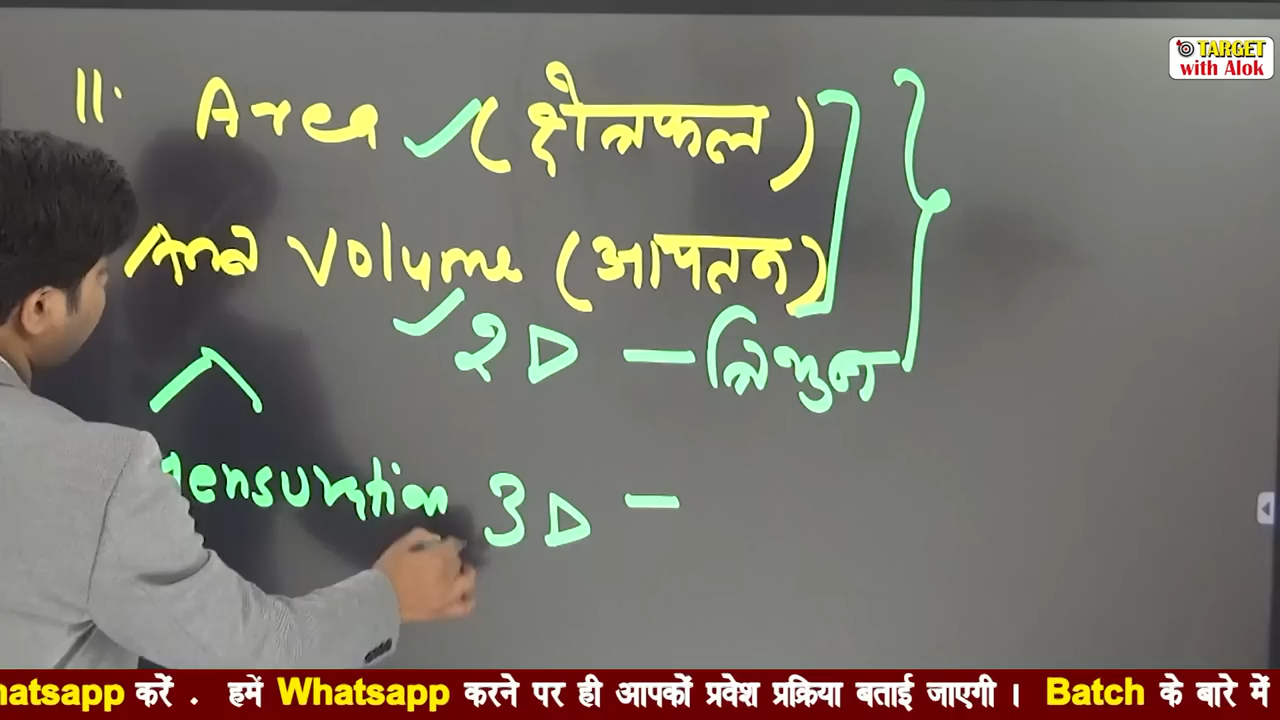 TARGET
with Alok
11. Area (क्षेत्रफल)
And volume (आयतन)
2D - त्रिभुज
mensuration 3D -
hatsapp करें . हमें Whatsapp करने पर ही आपकों प्रवेश प्रक्रिया बताई जाएगी । Batch के बारे में